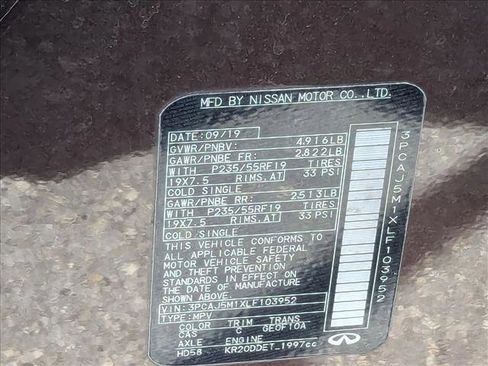 MFD BY NISSAN MOTOR CO.,LTD.
DATE: 09/19
GVWR/PNBV: 4,916LB
GAWR/PNBE FR: 2,822LB
WITH P235/55RF19 TIRES
19X7.5 RIMS,AT 33 PSI
COLD SINGLE
GAWR/PNBE RR: 2,513LB
WITH P235/55RF19 TIRES
19X7.5 RIMS,AT 33 PSI
COLD/SINGLE
THIS VEHICLE CONFORMS TO
ALL APPLICABLE FEDERAL
MOTOR VEHICLE SAFETY
AND THEFT PREVENTION
STANDARDS IN EFFECT ON
THE DATE OF MANUFACTURE
SHOWN ABOVE.
VIN: 3PCAJ5M1XLF103952
TYPE: MPV
COLOR TRIM TRANS
CAS G GEOF10A
AXLE ENGINE
HD58 KR20DDET 1997cc
3PCAJ5M1XLF103952